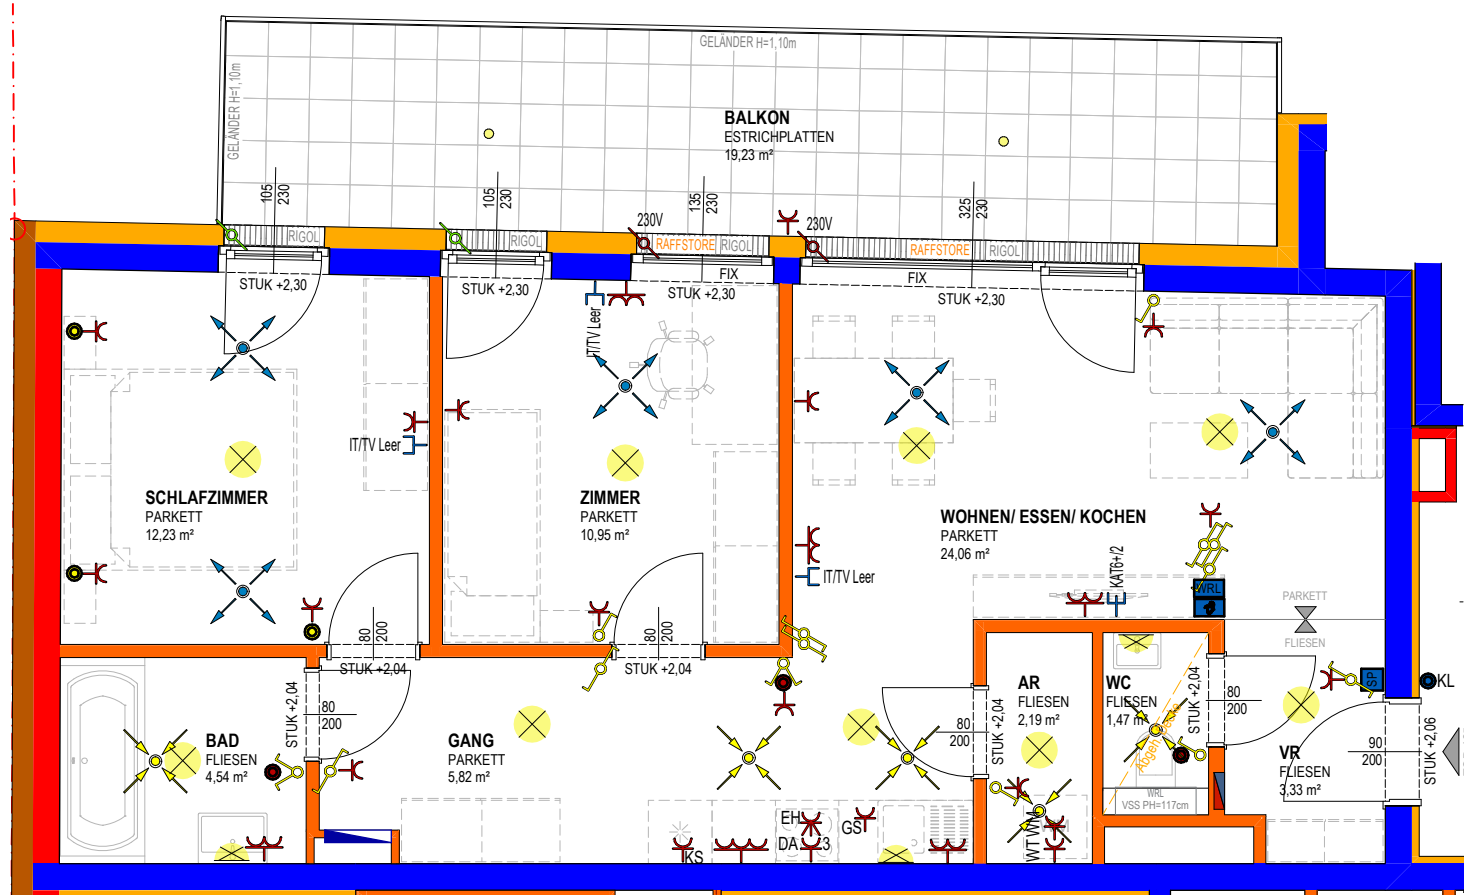 GELÄNDER H=1,10m
GELÄNDER H=1,10m
BALKON
ESTRICHPLATTEN
19,23 m²
105
230
105
230
135
230
325
230
230V
230V
RIGOL
RIGOL
RAFFSTORE
RIGOL
RAFFSTORE
RIGOL
FIX
FIX
STUK +2,30
STUK +2,30
STUK +2,30
STUK +2,30
IT/TV Leer
IT/TV Leer
SCHLAFZIMMER
PARKETT
12,23 m²
ZIMMER
PARKETT
10,95 m²
WOHNEN/ ESSEN/ KOCHEN
PARKETT
24,06 m²
IT/TV Leer
KAT6+/2
WRL
PARKETT
FLIESEN
80
200
STUK +2,04
80
200
STUK +2,04
STUK +2,04
80
200
BAD
FLIESEN
4,54 m²
GANG
PARKETT
5,82 m²
80
200
STUK +2,04
AR
FLIESEN
2,19 m²
WC
FLIESEN
1,47 m²
STUK +2,04
80
200
Abgeh. Decke
SP
KL
VR
FLIESEN
3,33 m²
90
200
STUK +2,06
WRL
VSS PH=117cm
EH
DA
3
GS
KS
WT
WM